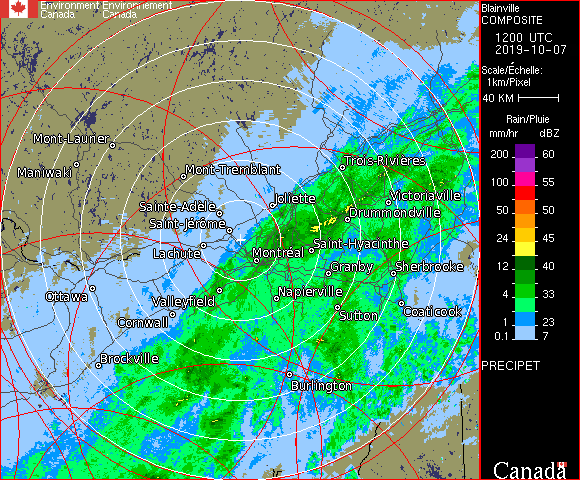 Environment Environnement
Canada Canada
Blainville
COMPOSITE
1200 UTC
2019-10-07
Scale/Échelle:
1km/Pixel
40 KM
Rain/Pluie
mm/hr dBZ
200 60
100 55
50 50
24 45
12 40
4 33
1 23
0.1 7
PRECIPET
Canada
Mont-Laurier
Maniwaki
Mont-Tremblant
Trois-Rivières
Sainte-Adele
Joliette
Victoriaville
Saint-Jérôme
Drummondville
Lachute
Montréal
Saint-Hyacinthe
Granby
Sherbrooke
Ottawa
Valleyfield
Napierville
Cornwall
Sutton
Coaticook
Brockville
Burlington